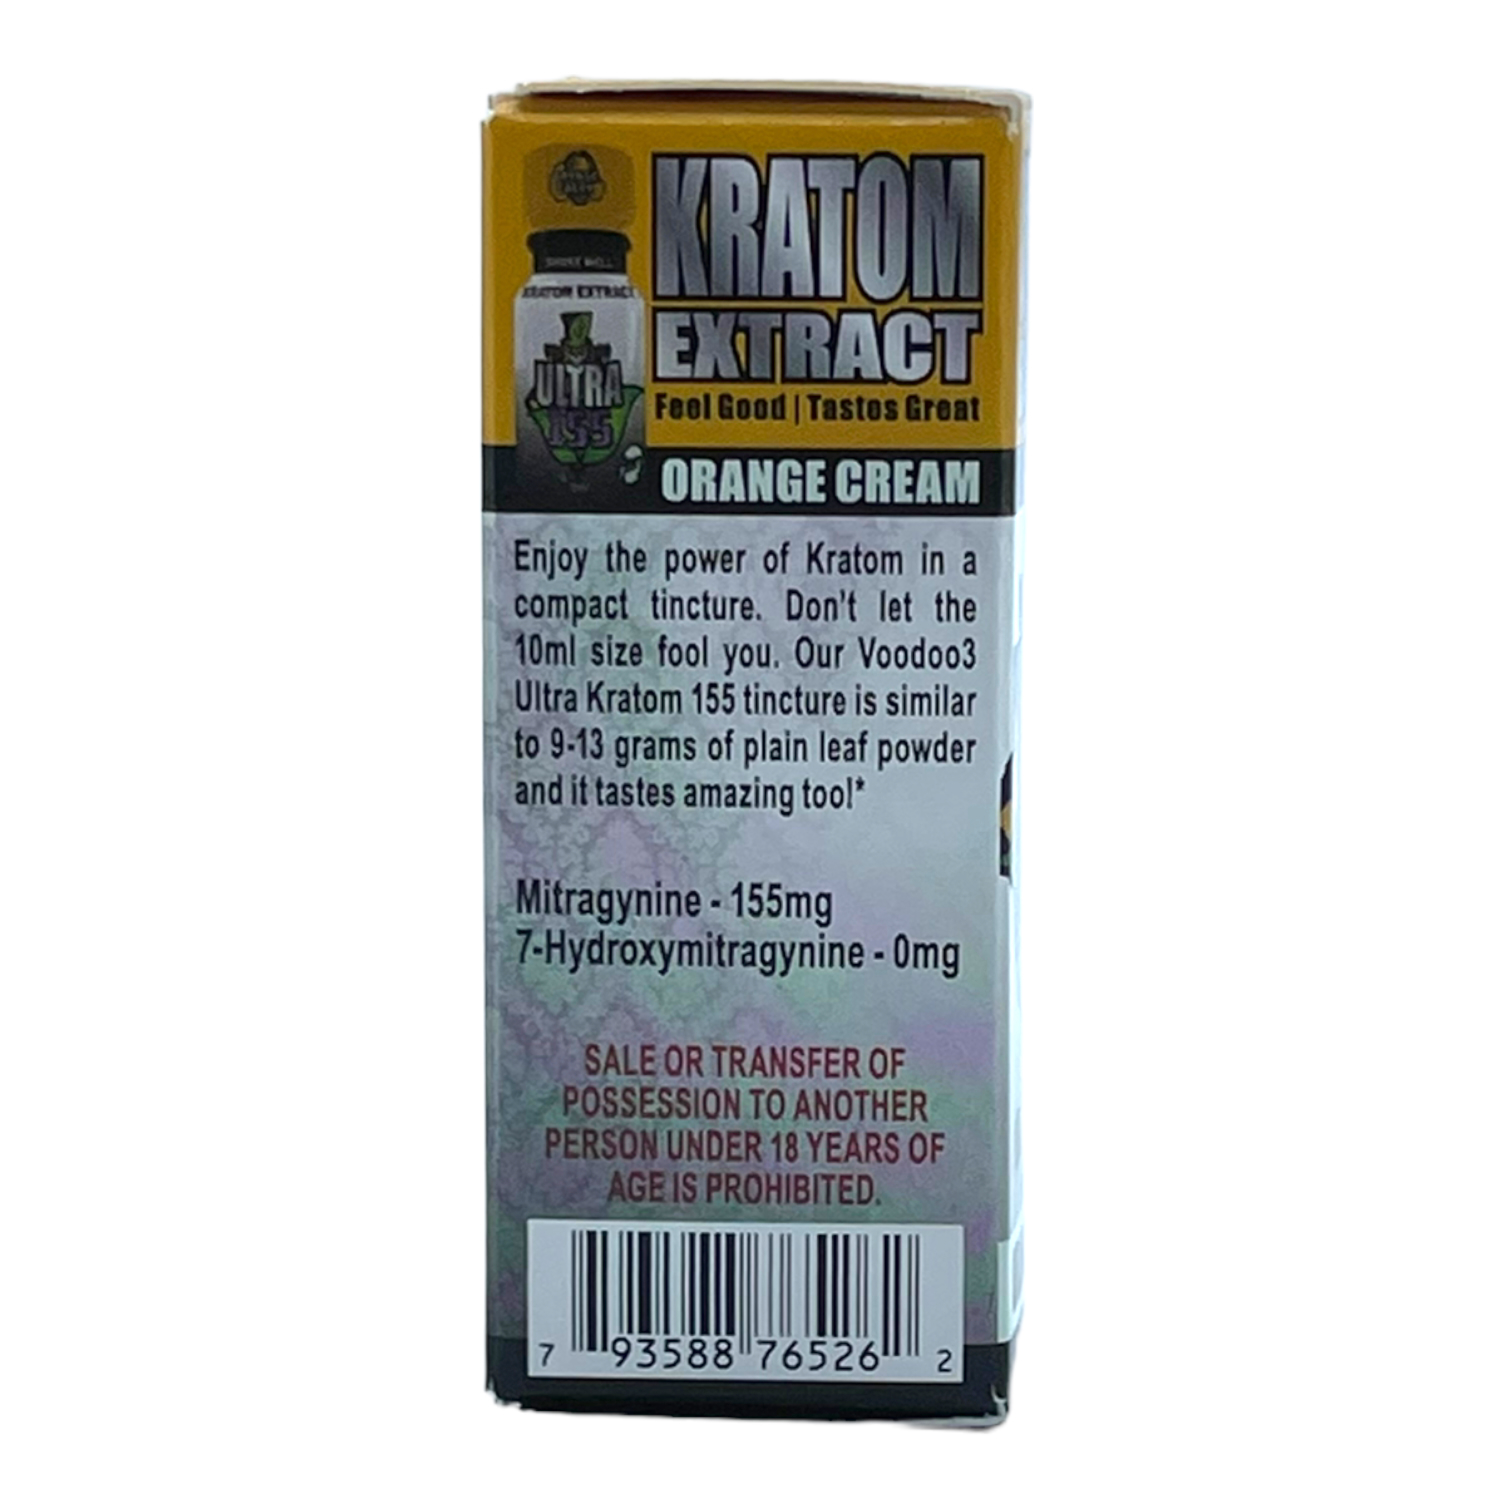 KRATOM
EXTRACT
Feel Good | Tastes Great
KRATOM EXTRACT
ULTRA
155
ORANGE CREAM
Enjoy the power of Kratom in a
compact tincture. Don't let the
10ml size fool you. Our Voodoo3
Ultra Kratom 155 tincture is similar
to 9-13 grams of plain leaf powder
and it tastes amazing too!*
Mitragynine - 155mg
7-Hydroxymitragynine - 0mg
SALE OR TRANSFER OF
POSSESSION TO ANOTHER
PERSON UNDER 18 YEARS OF
AGE IS PROHIBITED.
7 93588 76526 2